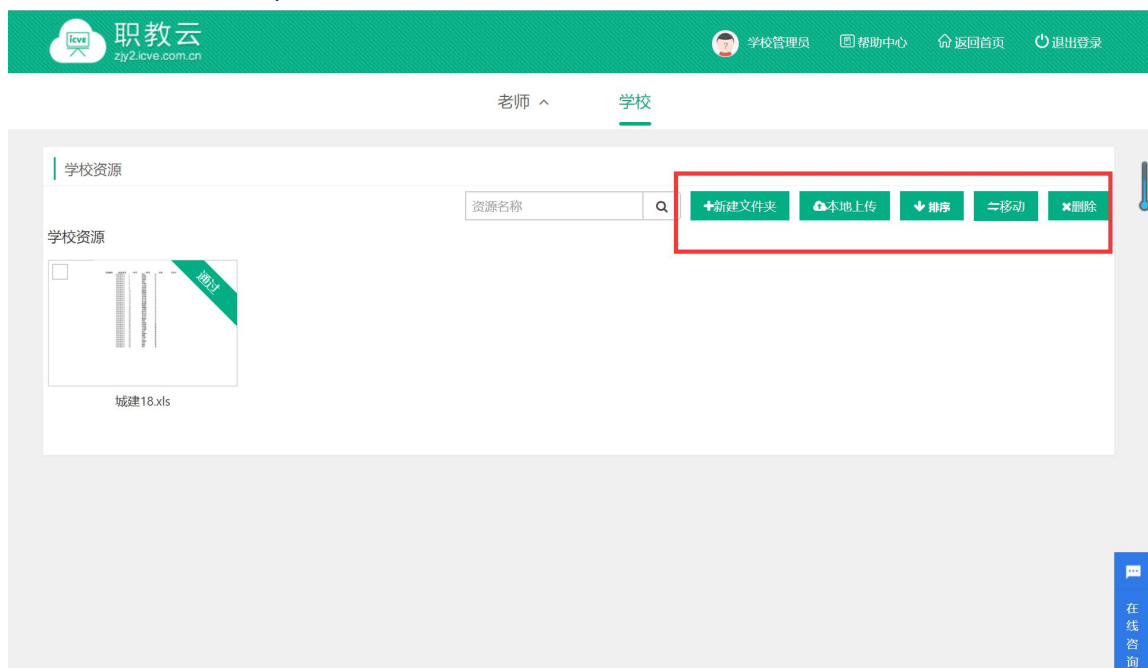 icve 职教云
zjy2.icve.com.cn
学校管理员 帮助中心 返回首页 退出登录
老师 学校
学校资源
资源名称 新建文件夹 本地上传 排序 移动 删除
学校资源
通过
城建18.xls
在线咨询